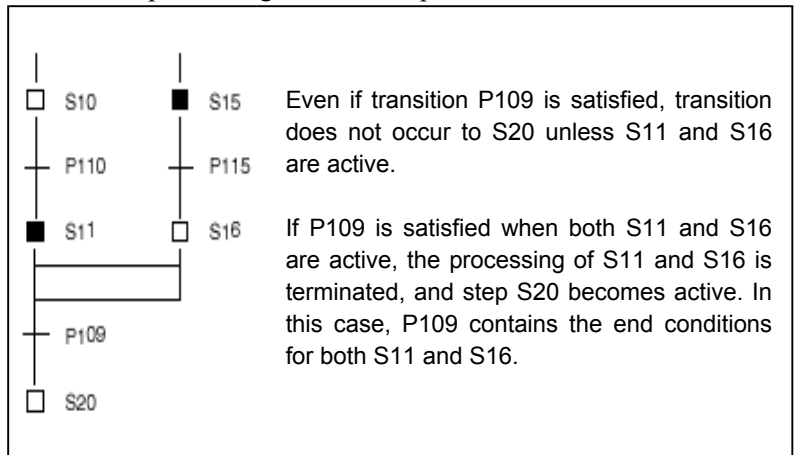 S10
S15
P110
P115
S11
S16
P109
S20
Even if transition P109 is satisfied, transition
does not occur to S20 unless S11 and S16
are active.
If P109 is satisfied when both S11 and S16
are active, the processing of S11 and S16 is
terminated, and step S20 becomes active. In
this case, P109 contains the end conditions
for both S11 and S16.